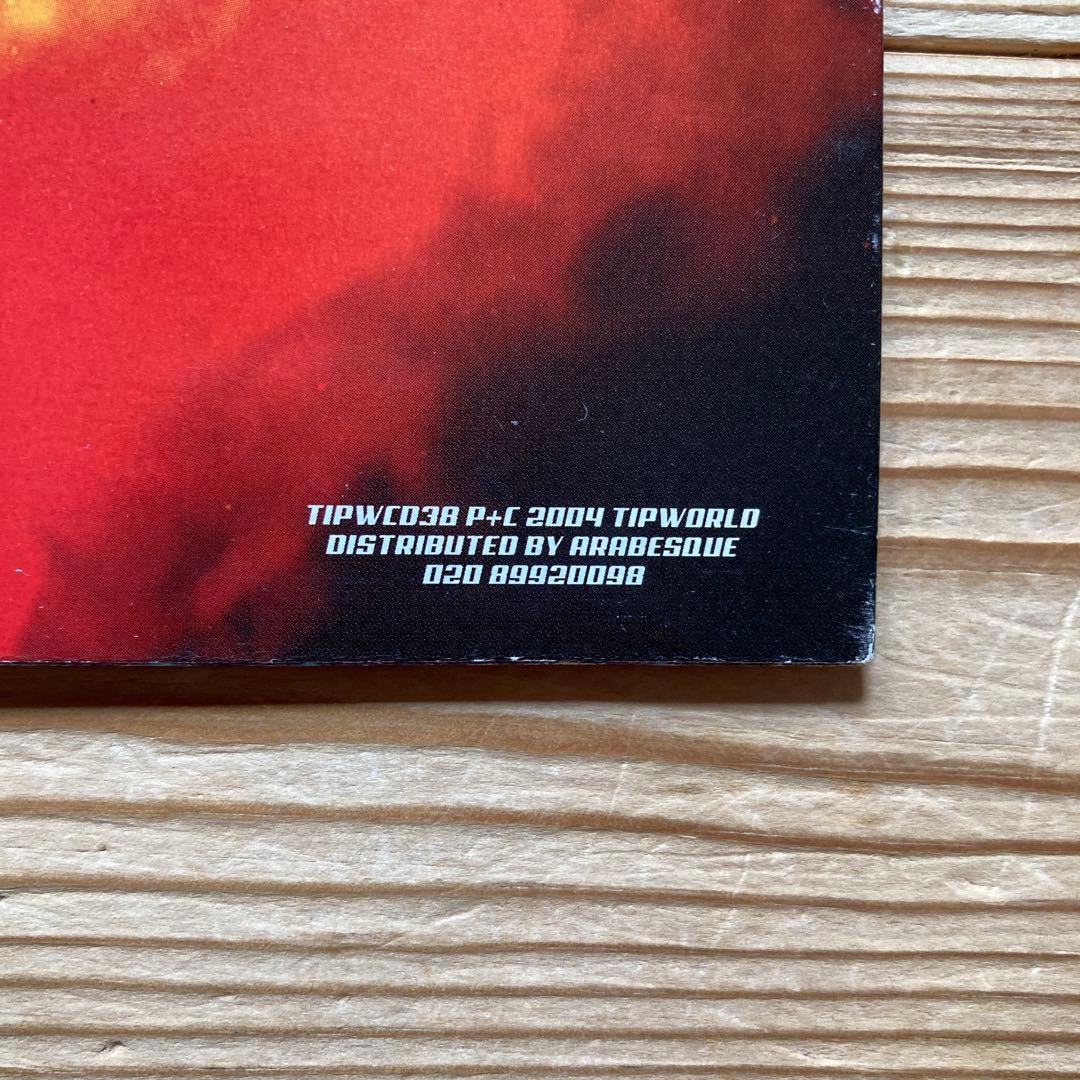 TIPWCD38 P+C 2004 TIPWORLD
DISTRIBUTED BY ARABESQUE
020 89920098